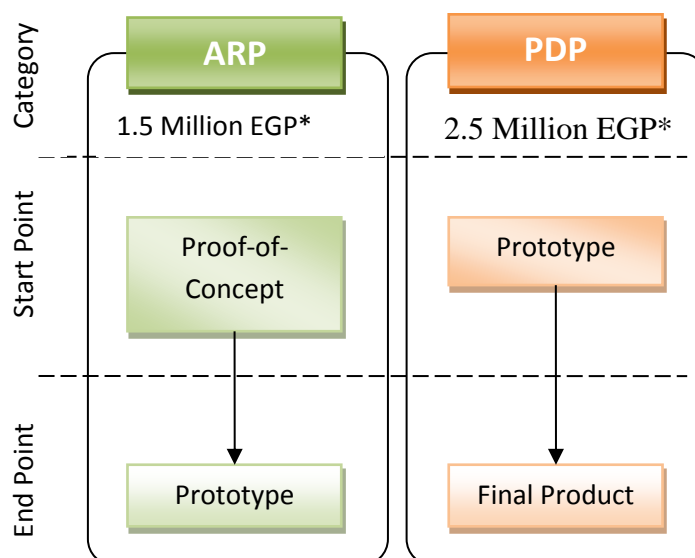 Category
ARP
PDP
1.5 Million EGP*
2.5 Million EGP*
Start Point
Proof-of-
Concept
Prototype
End Point
Prototype
Final Product